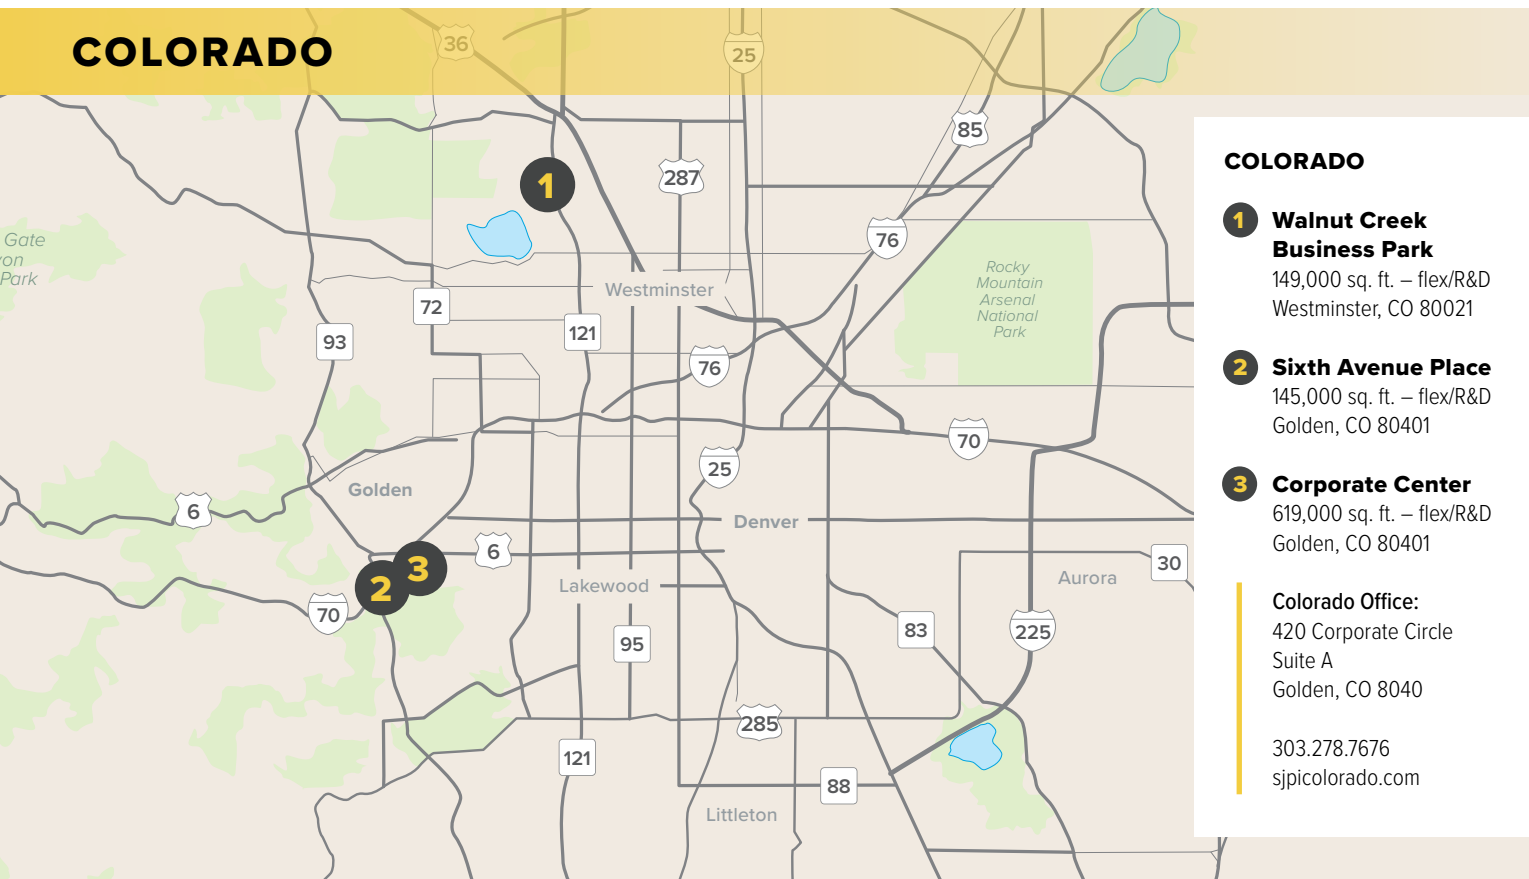 COLORADO
36
25
85
1
287
76
Gate
yon
Park
Rocky
Mountain
Arsenal
National
Park
Westminster
72
121
93
76
70
25
Golden
6
Denver
6
3
2
Lakewood
Aurora
30
70
95
83
225
285
121
88
Littleton
COLORADO
1 Walnut Creek
Business Park
149,000 sq. ft. – flex/R&D
Westminster, CO 80021
2 Sixth Avenue Place
145,000 sq. ft. – flex/R&D
Golden, CO 80401
3 Corporate Center
619,000 sq. ft. – flex/R&D
Golden, CO 80401
Colorado Office:
420 Corporate Circle
Suite A
Golden, CO 8040
303.278.7676
sjpicolorado.com